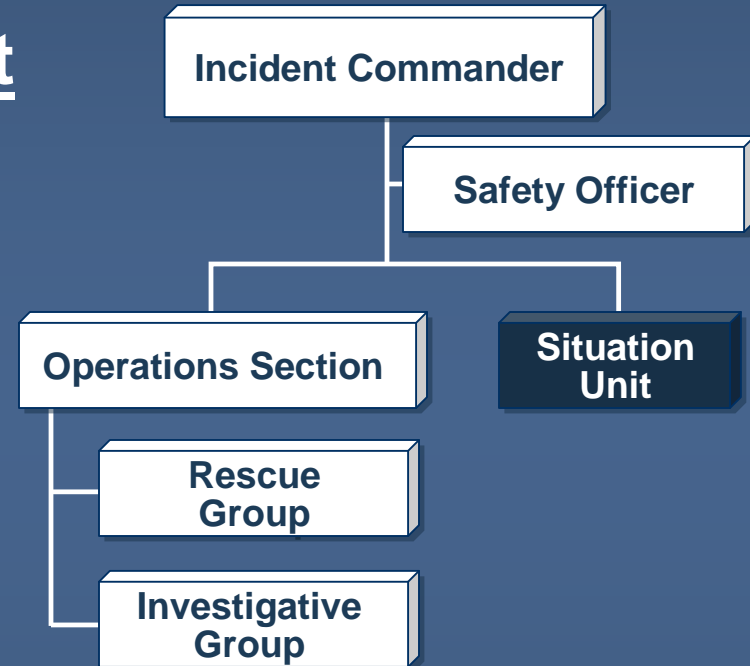 t
Incident Commander
Safety Officer
Operations Section
Situation
Unit
Rescue
Group
Investigative
Group